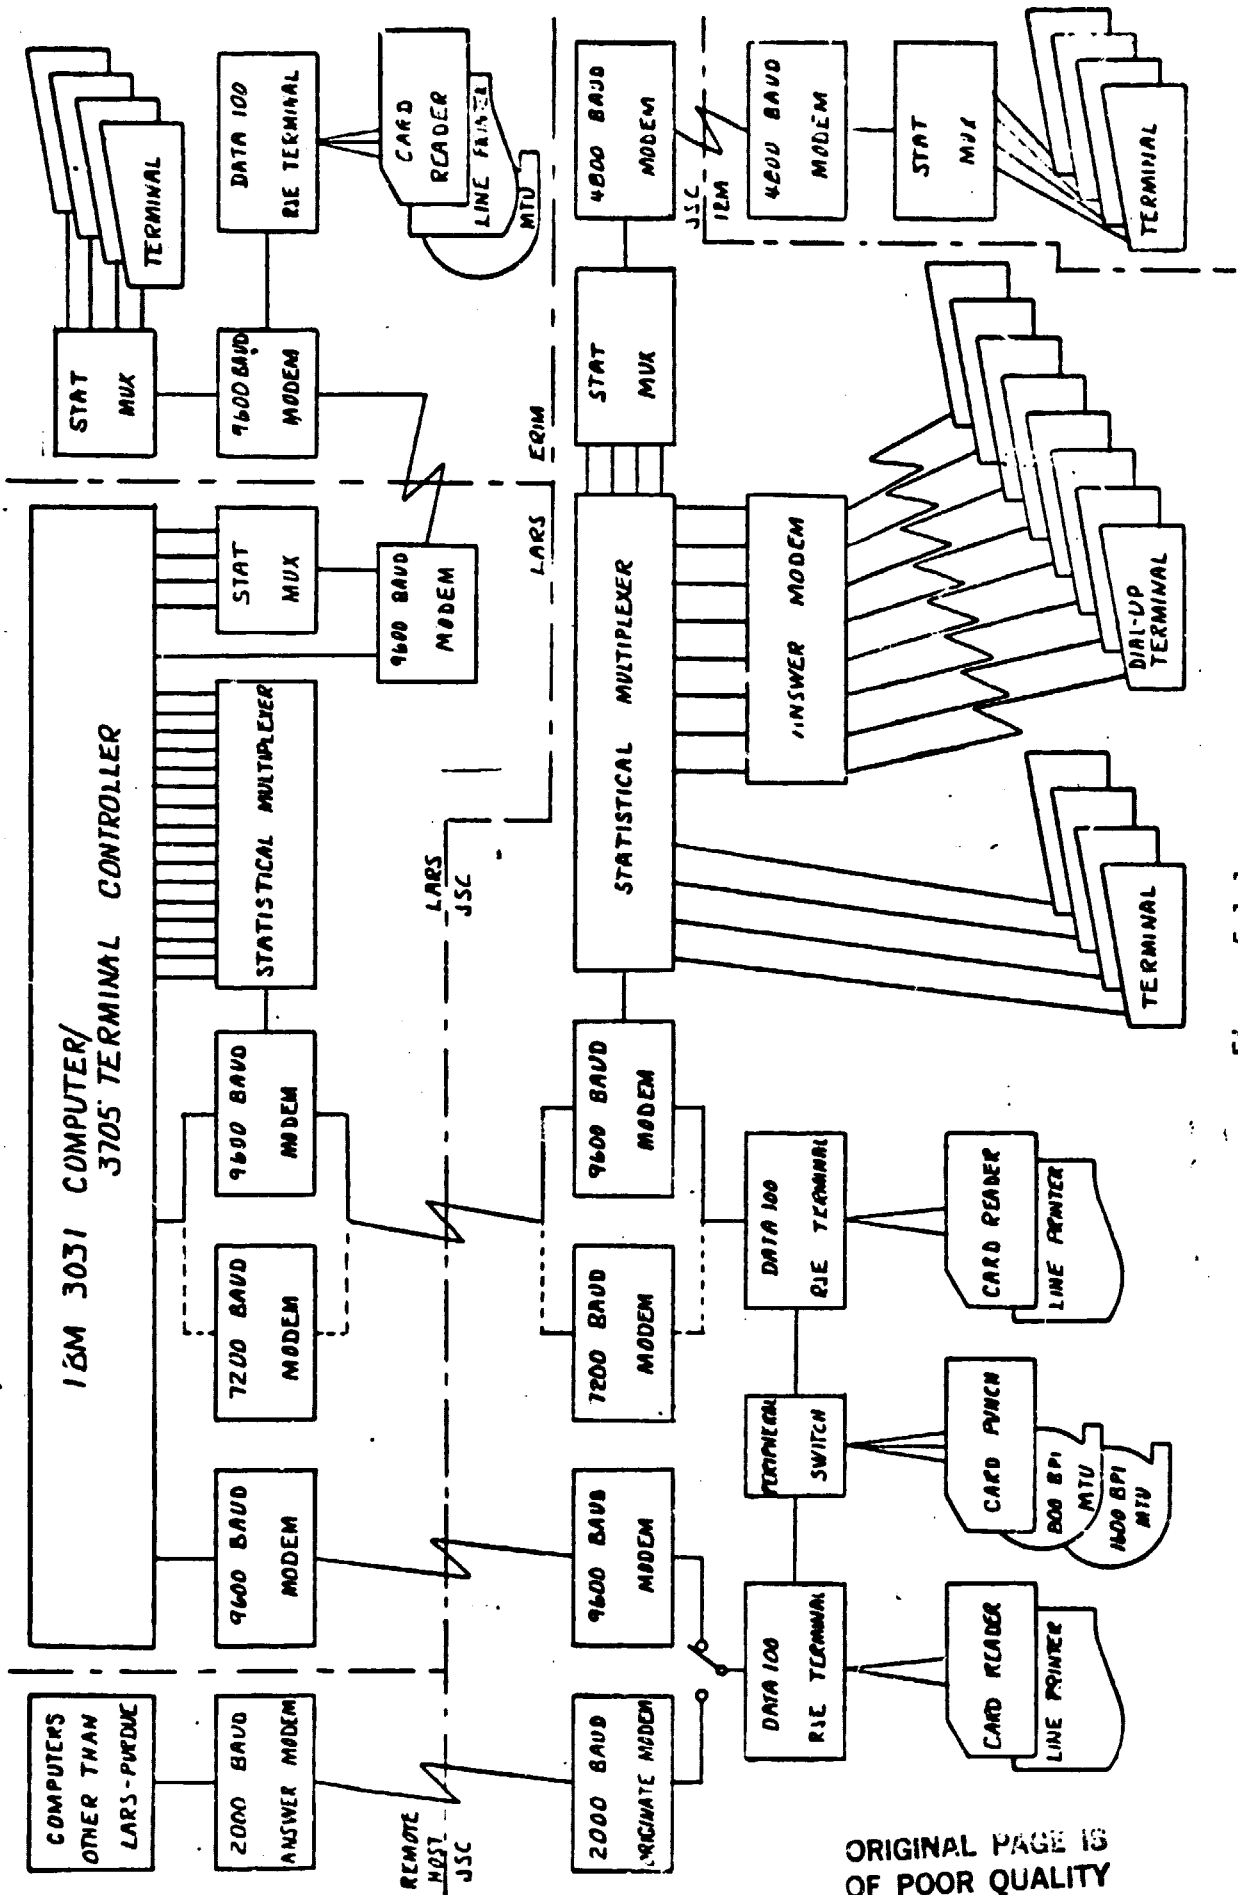 COMPUTERS
OTHER THAN
LARS-PURDUE
IBM 3031 COMPUTER/
3705 TERMINAL CONTROLLER
STAT
MUX
TERMINAL
2000 BAUD
ANSWER MODEM
9600 BAUD
MODEM
7200 BAUD
MODEM
9600 BAUD
MODEM
STATISTICAL MULTIPLEXER
STAT
MUX
9600 BAUD
MODEM
DATA 100
RJE TERMINAL
9600 BAUD
MODEM
CARD
READER
LINE PRINTER
MTU
REMOTE
HOST
JSC
LARS
JSC
LARS
ERIM
2000 BAUD
ORIGINATE MODEM
9600 BAUD
MODEM
7200 BAUD
MODEM
9600 BAUD
MODEM
STATISTICAL MULTIPLEXER
STAT
MUX
4800 BAUD
MODEM
JSC
IBM
DATA 100
RJE TERMINAL
PERIPHERAL
SWITCH
DATA 100
RJE TERMINAL
ANSWER MODEM
4800 BAUD
MODEM
STAT
MUX
CARD READER
LINE PRINTER
CARD PUNCH
800 BPI
MTU
1600 BPI
MTU
CARD READER
LINE PRINTER
TERMINAL
DIAL-UP
TERMINAL
TERMINAL
ORIGINAL PAGE IS
OF POOR QUALITY